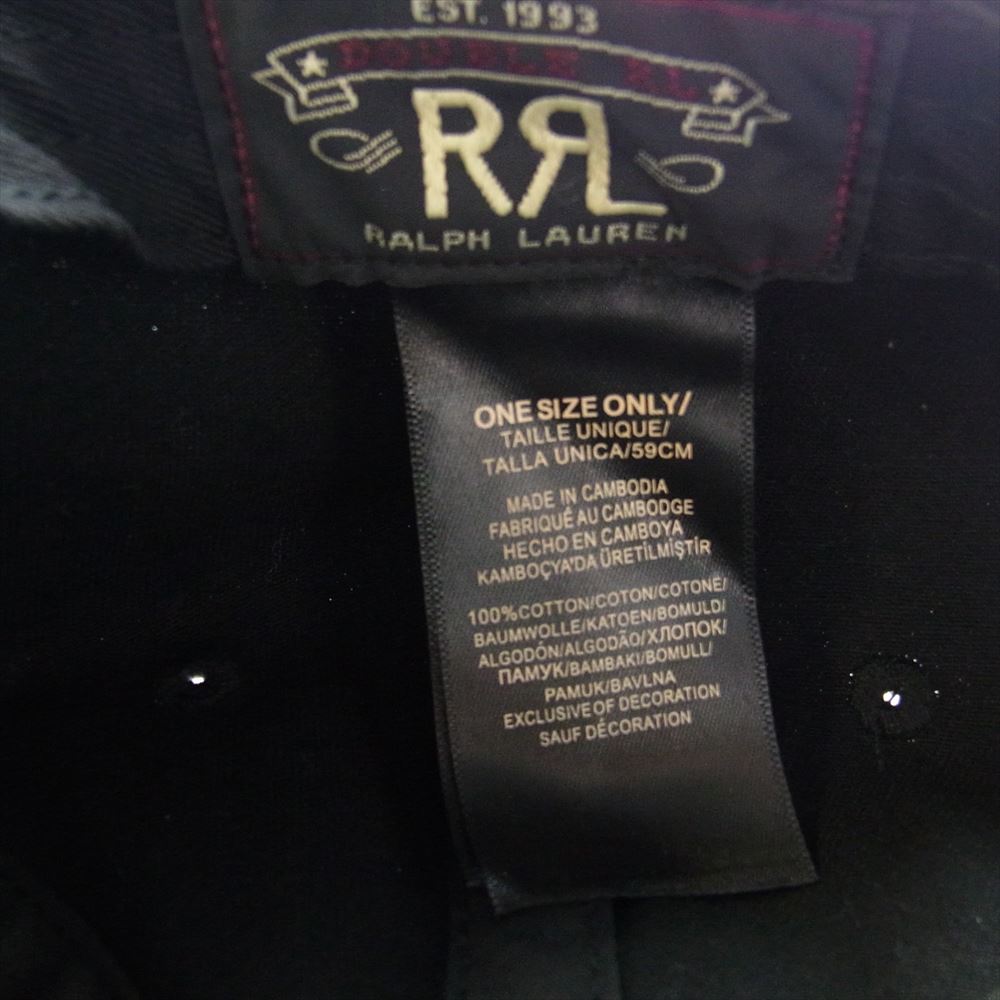 EST. 1993
DOUBLE RL
RRL
RALPH LAUREN
ONE SIZE ONLY/
TAILLE UNIQUE/
TALLA UNICA/59CM
MADE IN CAMBODIA
FABRIQUÉ AU CAMBODGE
HECHO EN CAMBOYA
KAMBOÇYA'DA ÜRETİLMİŞTİR
100%COTTON/COTON/COTONE/
BAUMWOLLE/KATOEN/BOMULD/
ALGODÓN/ALGODÃO/ХЛОПОК/
ПАМУК/BAMBAKI/BOMULL/
PAMUK/BAVLNA
EXCLUSIVE OF DECORATION
SAUF DÉCORATION